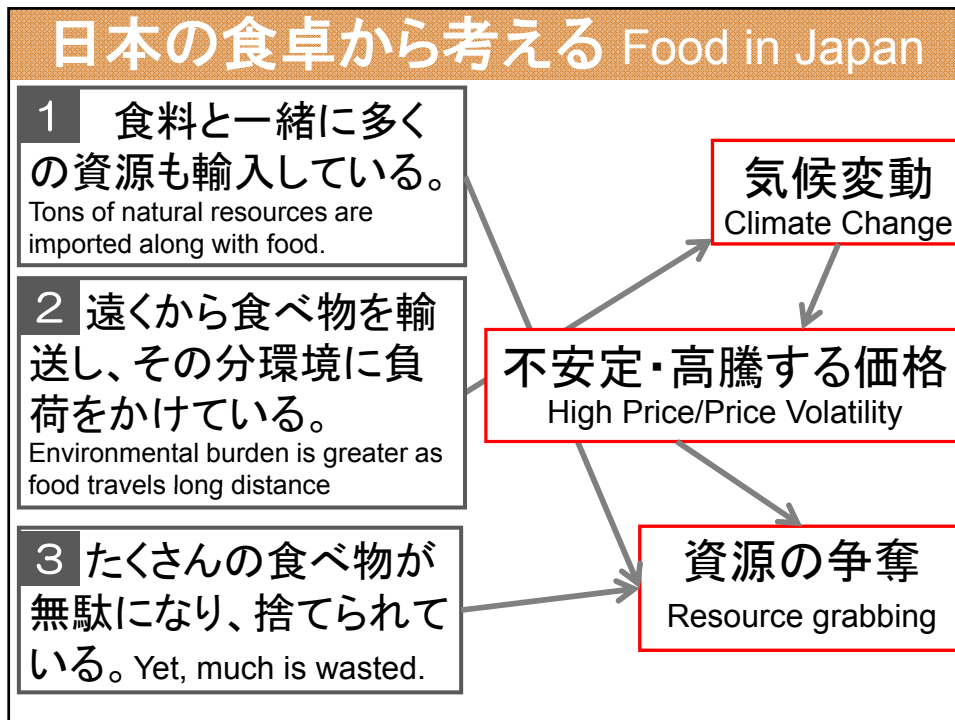 日本の食卓から考える Food in Japan
１ 食料と一緒に多く
の資源も輸入している。
Tons of natural resources are
imported along with food.
２ 遠くから食べ物を輸
送し、その分環境に負
荷をかけている。
Environmental burden is greater as
food travels long distance
３ たくさんの食べ物が
無駄になり、捨てられて
いる。Yet, much is wasted.
気候変動
Climate Change
不安定・高騰する価格
High Price/Price Volatility
資源の争奪
Resource grabbing